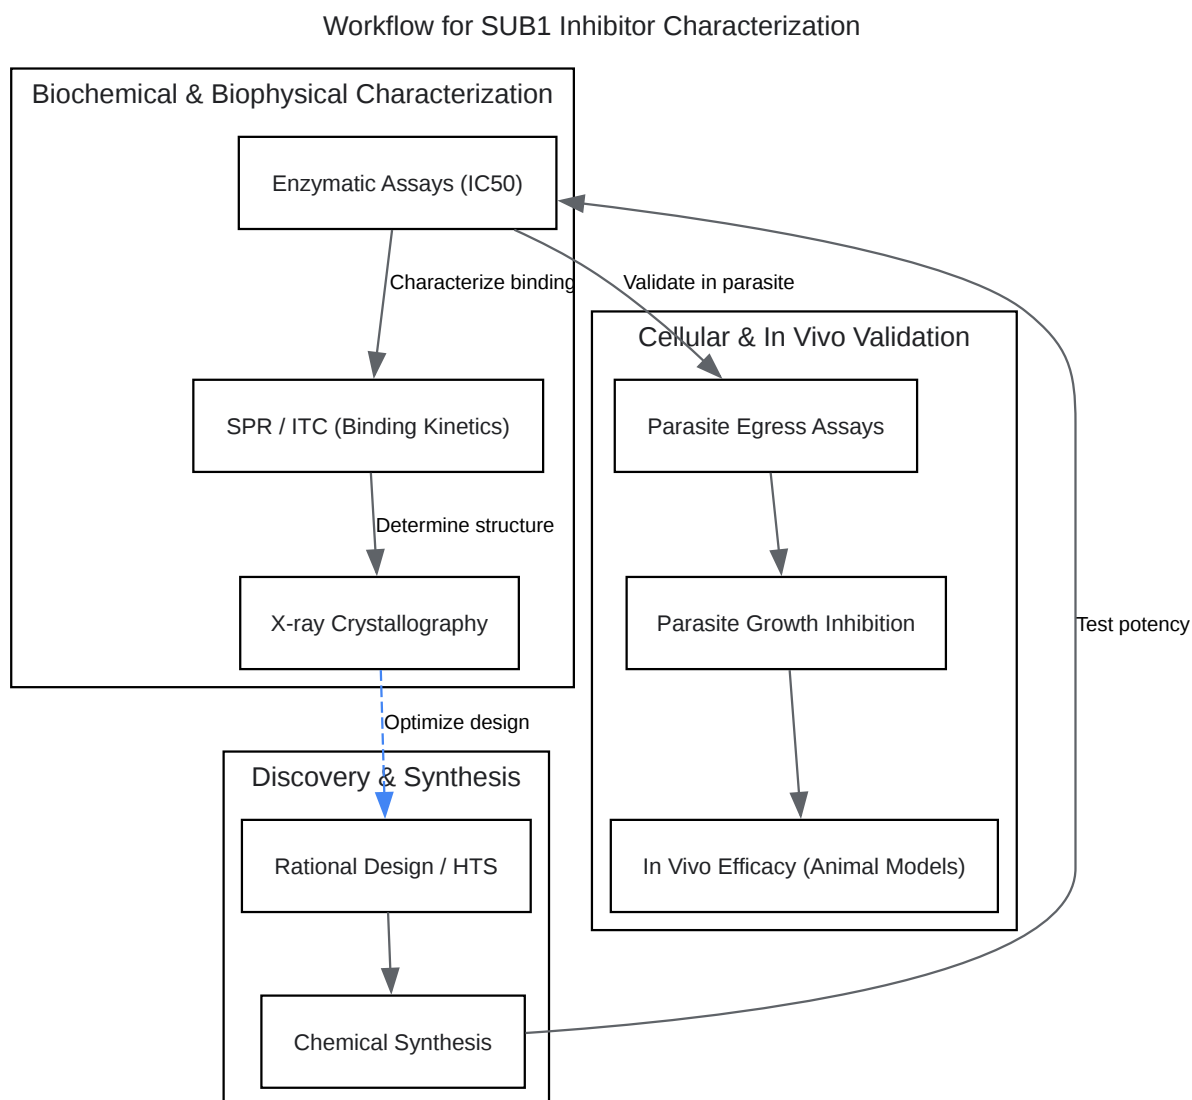 Workflow for SUB1 Inhibitor Characterization
Biochemical & Biophysical Characterization
Enzymatic Assays (IC50)
Characterize binding
Validate in parasite
Cellular & In Vivo Validation
SPR / ITC (Binding Kinetics)
Parasite Egress Assays
Determine structure
X-ray Crystallography
Parasite Growth Inhibition
Test potency
Optimize design
Discovery & Synthesis
Rational Design / HTS
In Vivo Efficacy (Animal Models)
Chemical Synthesis